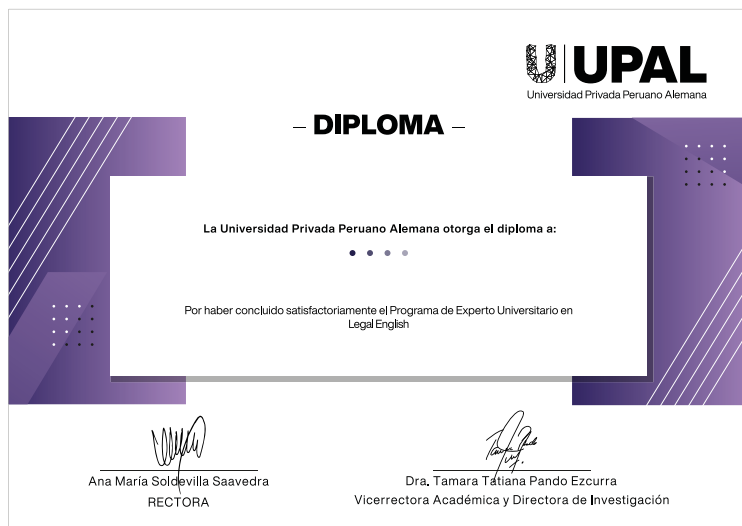 UPAL
Universidad Privada Peruano Alemana
– DIPLOMA –
La Universidad Privada Peruano Alemana otorga el diploma a:
Por haber concluido satisfactoriamente el Programa de Experto Universitario en
Legal English
Ana María Soldevilla Saavedra
RECTORA
Dra. Tamara Tatiana Pando Ezcurra
Vicerrectora Académica y Directora de Investigación